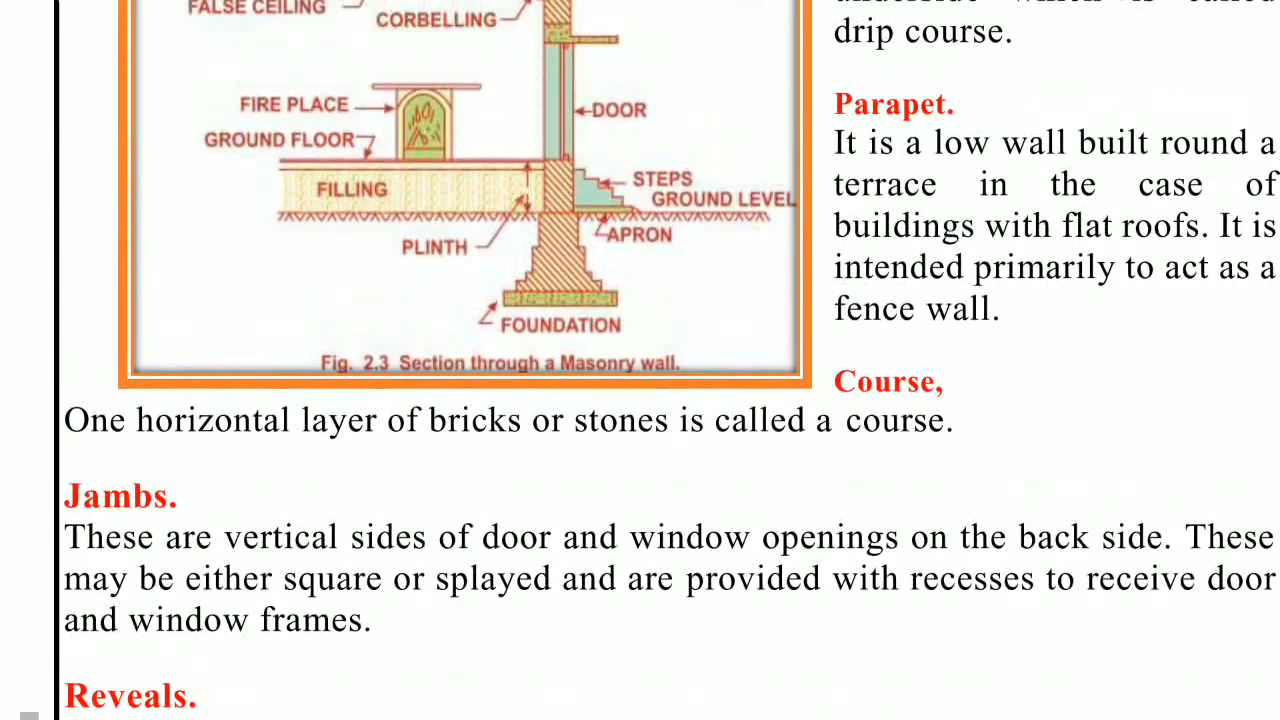 FALSE CEILING
CORBELLING
FIRE PLACE
DOOR
GROUND FLOOR
FILLING
STEPS
GROUND LEVEL
PLINTH
APRON
FOUNDATION
Fig. 2.3 Section through a Masonry wall.
drip course.
Parapet.
It is a low wall built round a
terrace in the case of
buildings with flat roofs. It is
intended primarily to act as a
fence wall.
Course,
One horizontal layer of bricks or stones is called a course.
Jambs.
These are vertical sides of door and window openings on the back side. These
may be either square or splayed and are provided with recesses to receive door
and window frames.
Reveals.